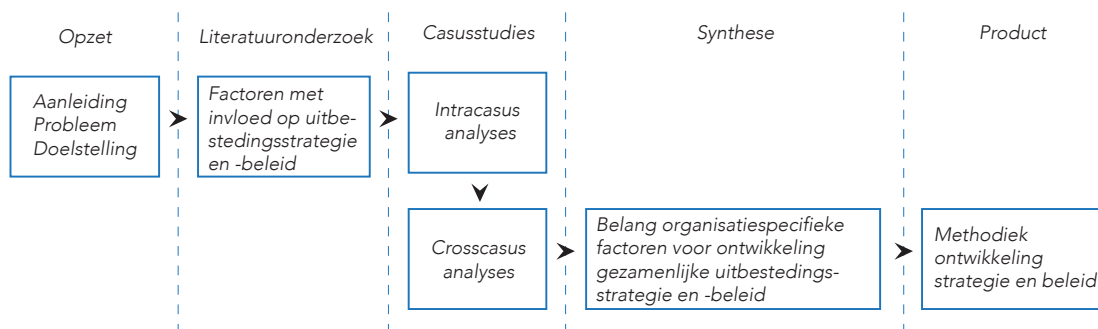 Opzet
Literatuuronderzoek
Casusstudies
Synthese
Product
Aanleiding
Probleem
Doelstelling
Factoren met
invloed op uitbe-
stedingsstrategie
en -beleid
Intracasus
analyses
Crosscasus
analyses
Belang organisatiespecifieke
factoren voor ontwikkeling
gezamenlijke uitbestedings-
strategie en -beleid
Methodiek
ontwikkeling
strategie en beleid